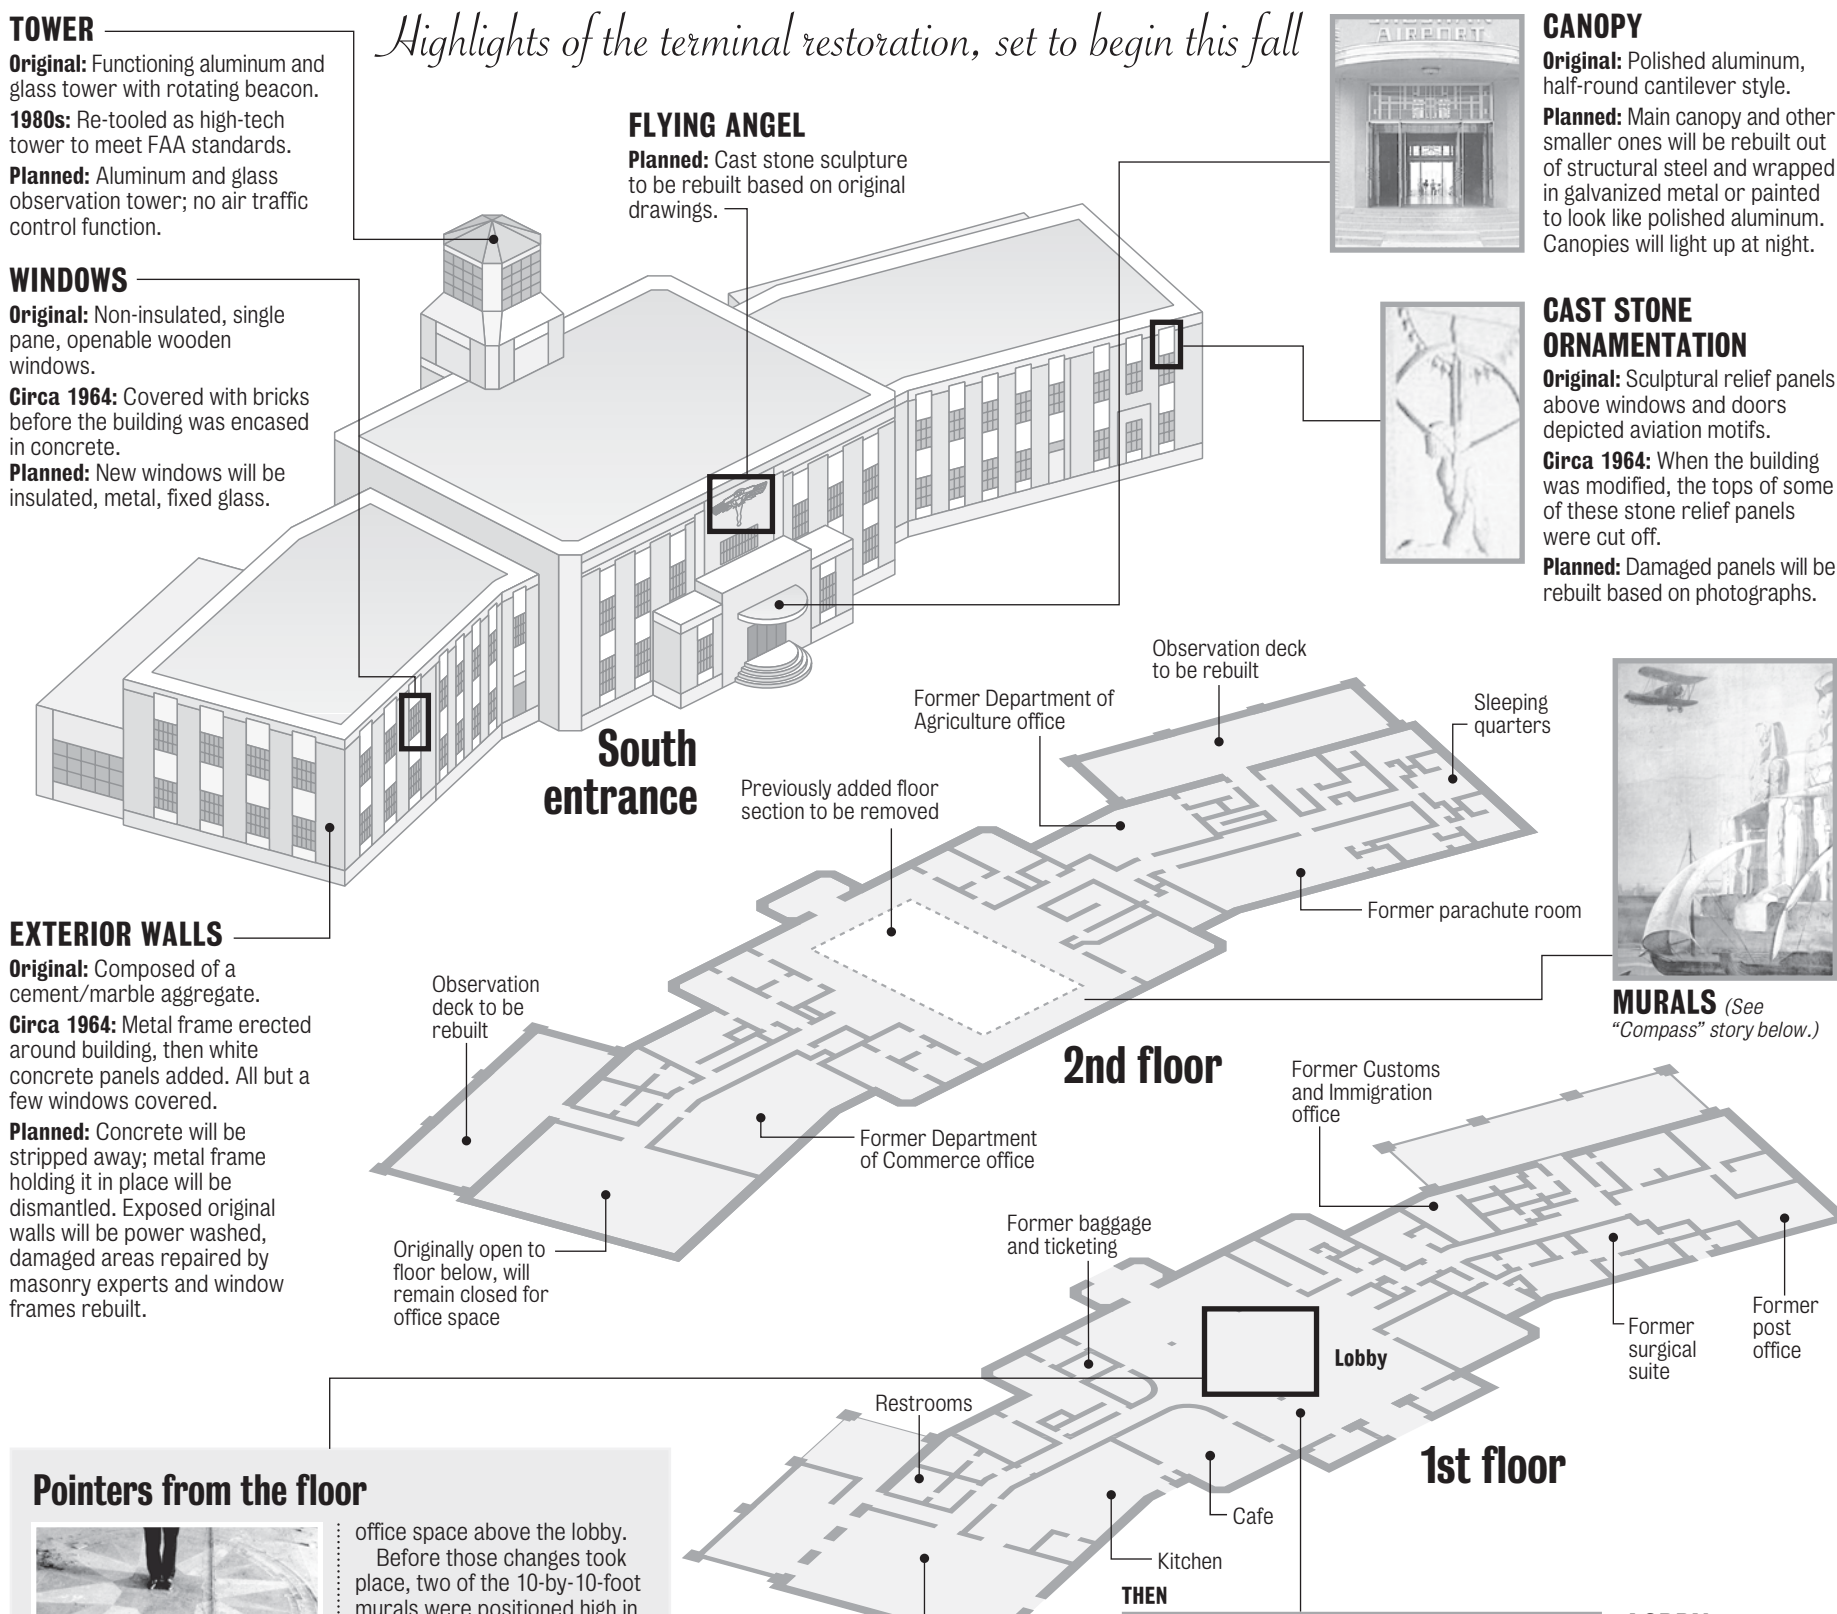 Highlights of the terminal restoration, set to begin this fall
TOWER
Original: Functioning aluminum and
glass tower with rotating beacon.
1980s: Re-tooled as high-tech
tower to meet FAA standards.
Planned: Aluminum and glass
observation tower; no air traffic
control function.
WINDOWS
Original: Non-insulated, single
pane, openable wooden
windows.
Circa 1964: Covered with bricks
before the building was encased
in concrete.
Planned: New windows will be
insulated, metal, fixed glass.
FLYING ANGEL
Planned: Cast stone sculpture
to be rebuilt based on original
drawings.
AIRPORT
CANOPY
Original: Polished aluminum,
half-round cantilever style.
Planned: Main canopy and other
smaller ones will be rebuilt out
of structural steel and wrapped
in galvanized metal or painted
to look like polished aluminum.
Canopies will light up at night.
CAST STONE
ORNAMENTATION
Original: Sculptural relief panels
above windows and doors
depicted aviation motifs.
Circa 1964: When the building
was modified, the tops of some
of these stone relief panels
were cut off.
Planned: Damaged panels will be
rebuilt based on photographs.
South
entrance
EXTERIOR WALLS
Original: Composed of a
cement/marble aggregate.
Circa 1964: Metal frame erected
around building, then white
concrete panels added. All but a
few windows covered.
Planned: Concrete will be
stripped away; metal frame
holding it in place will be
dismantled. Exposed original
walls will be power washed,
damaged areas repaired by
masonry experts and window
frames rebuilt.
Observation deck
to be rebuilt
Former Department of
Agriculture office
Sleeping
quarters
Previously added floor
section to be removed
Former parachute room
Observation
deck to be
rebuilt
MURALS (See
“Compass” story below.)
2nd floor
Former Department
of Commerce office
Originally open to
floor below, will
remain closed for
office space
Former Customs
and Immigration
office
Former baggage
and ticketing
Former
post
office
Former
surgical
suite
Lobby
Restrooms
1st floor
Cafe
Kitchen
THEN
Pointers from the floor
office space above the lobby.
Before those changes took
place, two of the 10-by-10-foot
murals were positioned high in